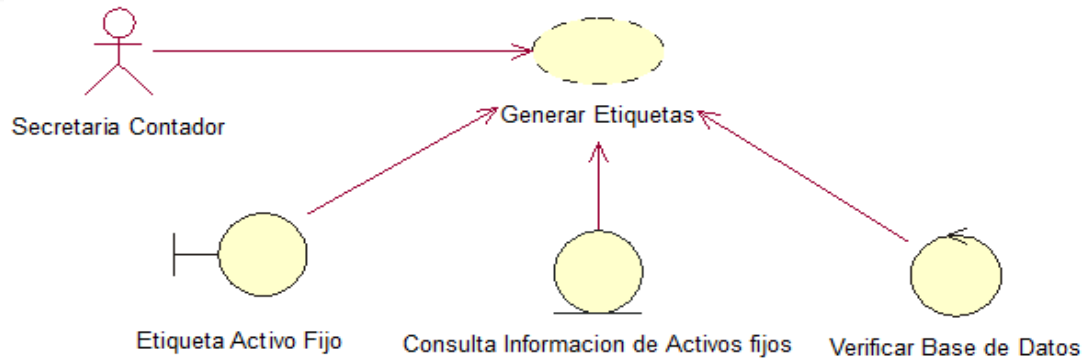 Secretaria Contador
Generar Etiquetas
Etiqueta Activo Fijo
Consulta Informacion de Activos fijos
Verificar Base de Datos